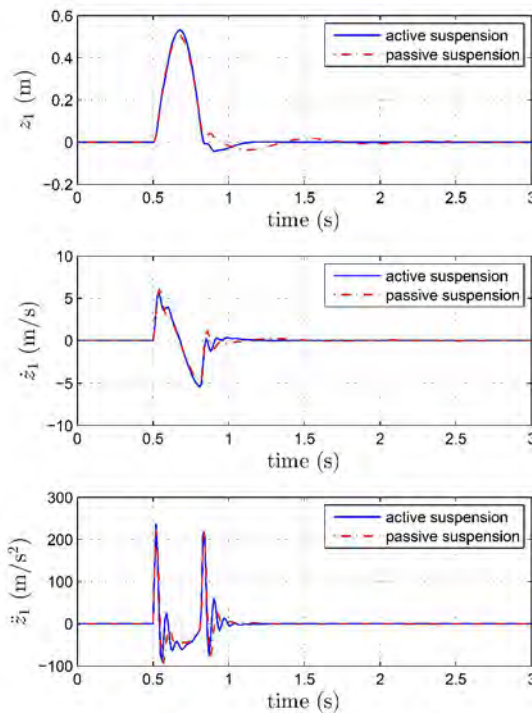 0.6
0.4
0.2
0
−0.2
z₁ (m)
active suspension
passive suspension
0 0.5 1 1.5 2 2.5 3
time (s)
10
5
0
−5
−10
ż₁ (m/s)
active suspension
passive suspension
0 0.5 1 1.5 2 2.5 3
time (s)
300
200
100
0
−100
z̈₁ (m/s²)
active suspension
passive suspension
0 0.5 1 1.5 2 2.5 3
time (s)